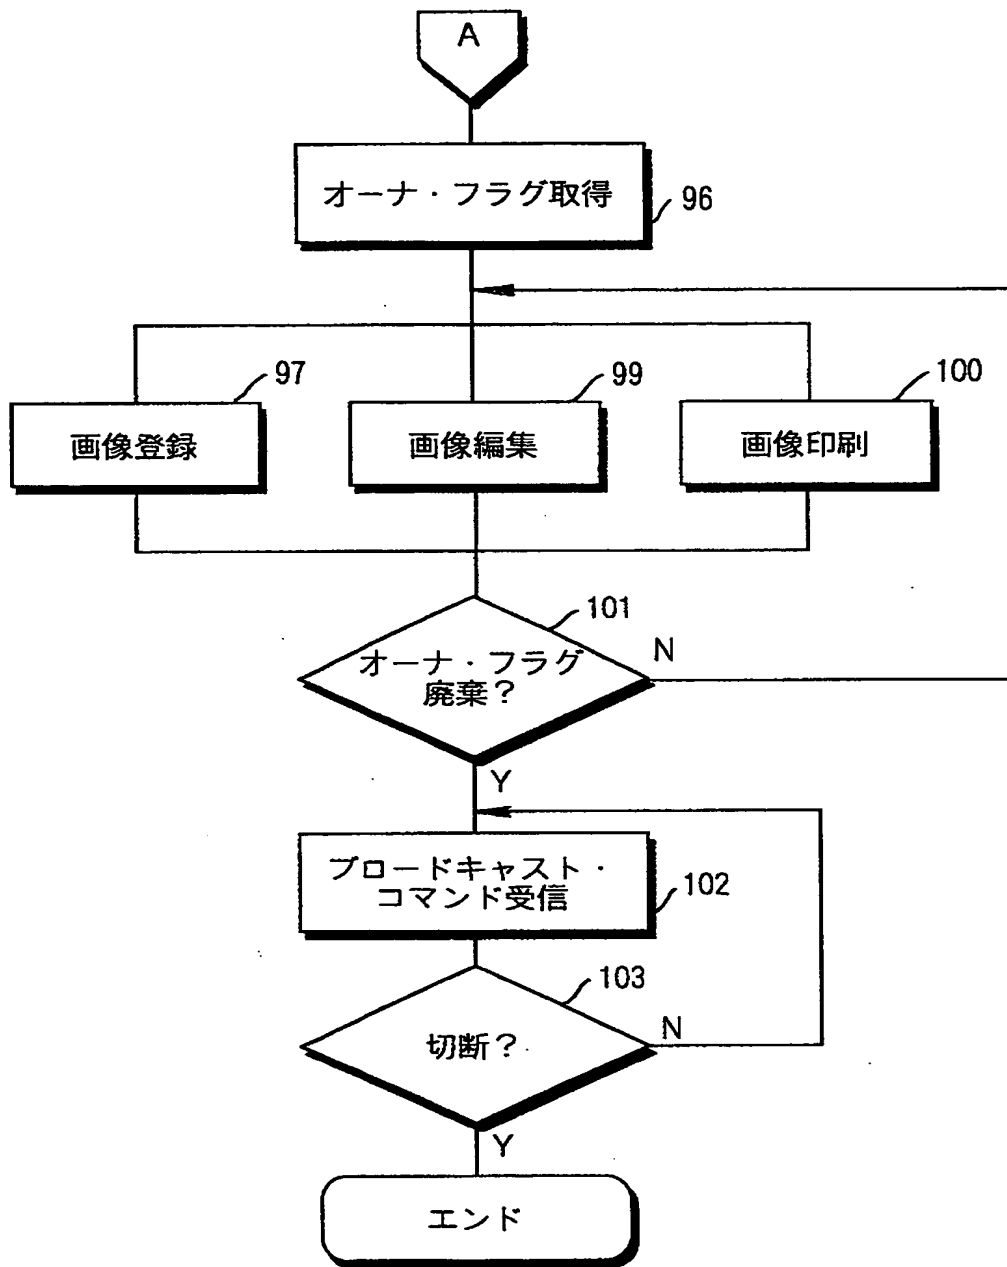 A
オーナ・フラグ取得
96
97
99
100
画像登録
画像編集
画像印刷
101
オーナ・フラグ
廃棄？
N
Y
ブロードキャスト・
コマンド受信
102
103
切断？
N
Y
エンド